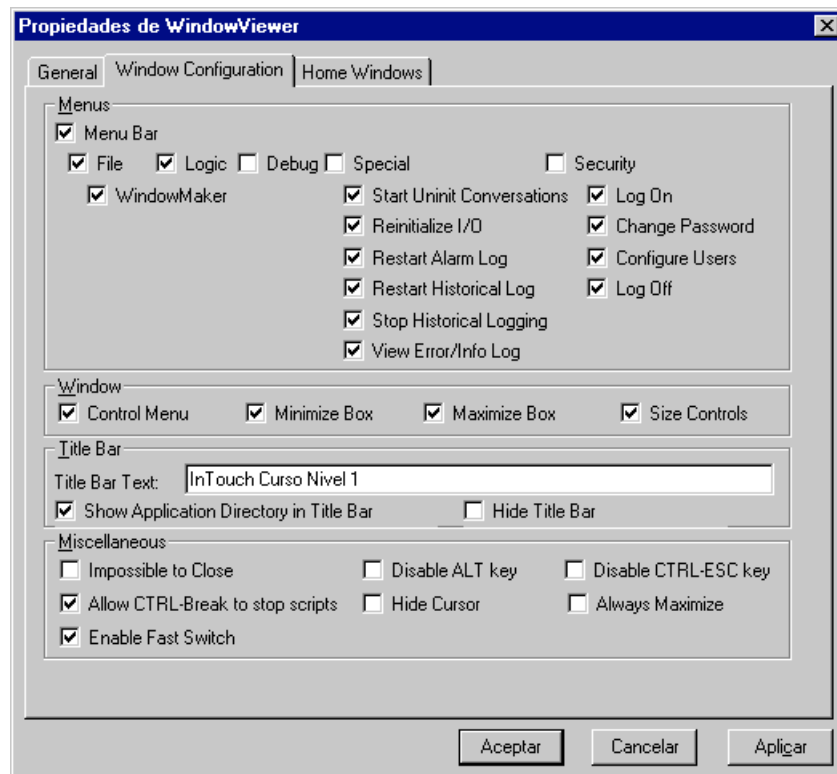 Propiedades de WindowViewer
General Window Configuration Home Windows
Menus
Menu Bar
File Logic Debug Special Security
WindowMaker Start Uninit Conversations Log On
Reinitialize I/O Change Password
Restart Alarm Log Configure Users
Restart Historical Log Log Off
Stop Historical Logging
View Error/Info Log
Window
Control Menu Minimize Box Maximize Box Size Controls
Title Bar
Title Bar Text: InTouch Curso Nivel 1
Show Application Directory in Title Bar Hide Title Bar
Miscellaneous
Impossible to Close Disable ALT key Disable CTRL-ESC key
Allow CTRL-Break to stop scripts Hide Cursor Always Maximize
Enable Fast Switch
Aceptar Cancelar Aplicar